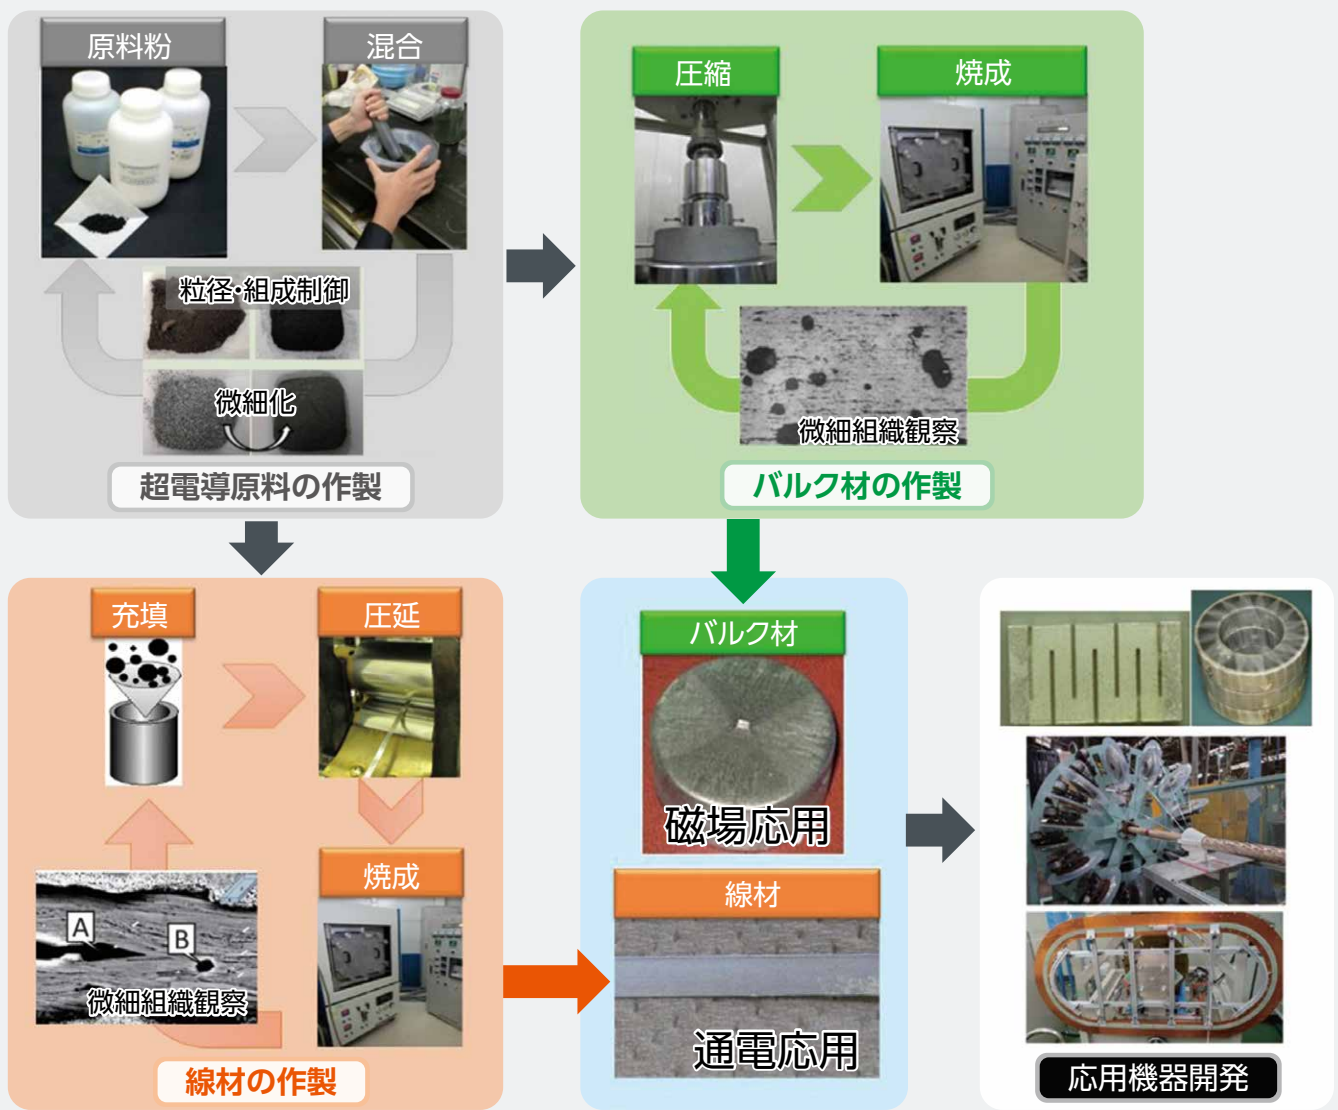 原料粉
混合
粒径・組成制御
微細化
超電導原料の作製
圧縮
焼成
微細組織観察
バルク材の作製
充填
圧延
焼成
A
B
微細組織観察
線材の作製
バルク材
磁場応用
線材
通電応用
応用機器開発